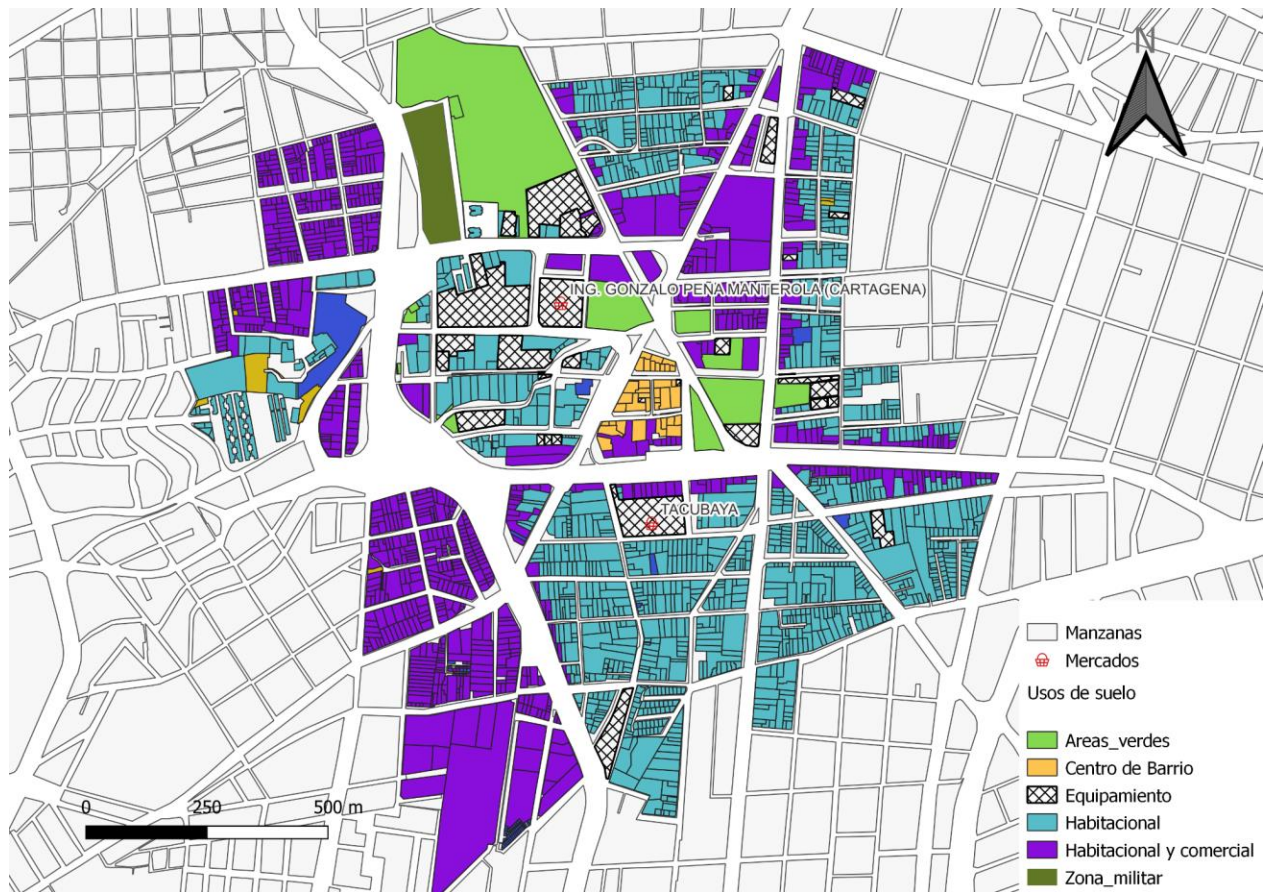 N
ING. GONZALO PEÑA MANTEROLA (CARTAGENA)
TACUBAYA
Manzanas
Mercados
Usos de suelo
Areas_verdes
Centro de Barrio
Equipamiento
Habitacional
Habitacional y comercial
Zona_militar
0 250 500 m